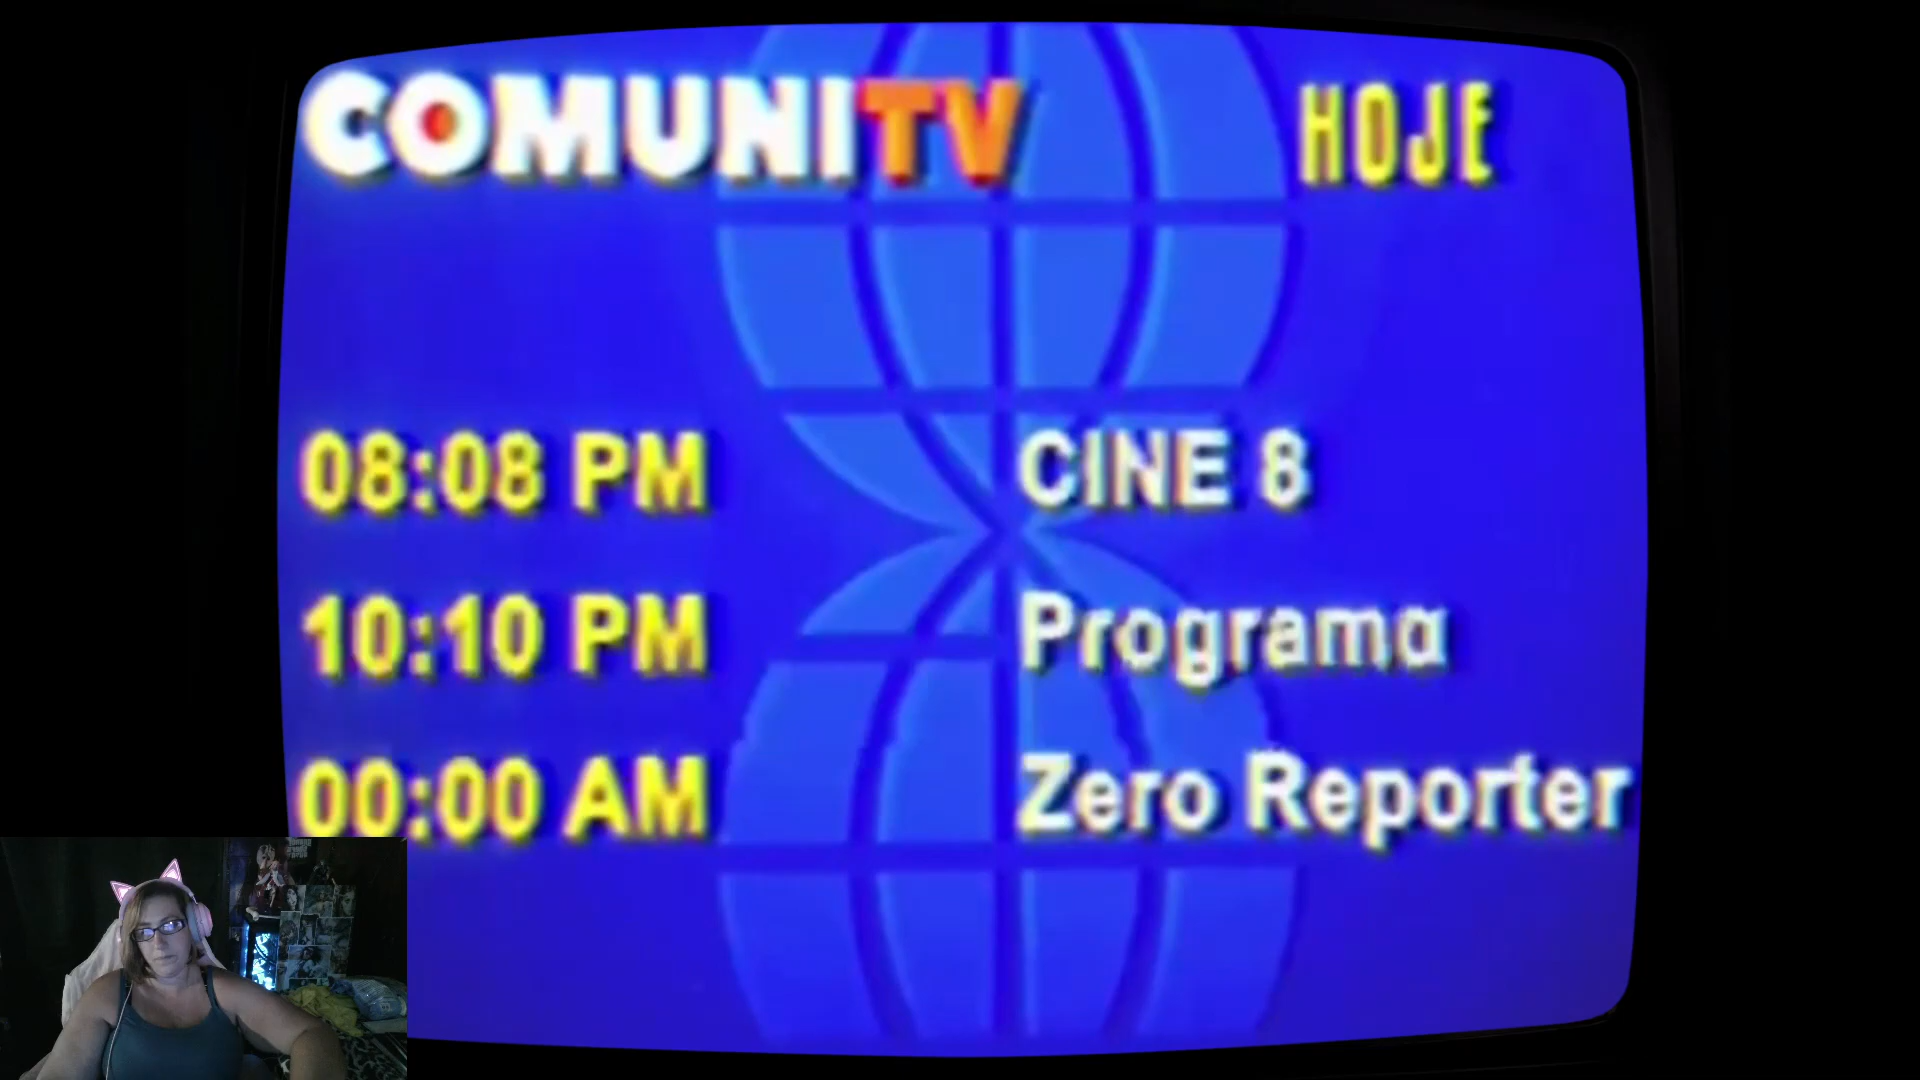 COMUNITV HOJE
08:08 PM CINE 8
10:10 PM Programa
00:00 AM Zero Reporter